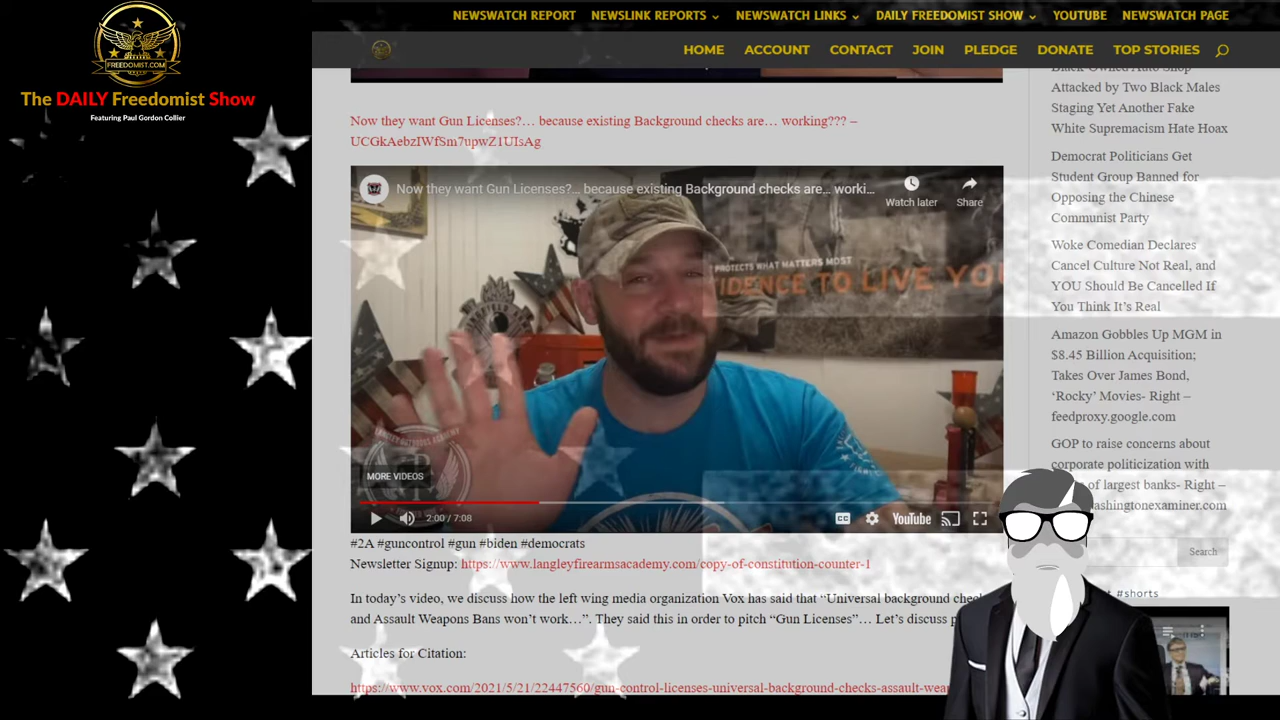 FREEDOMIST.COM
The DAILY Freedomist Show
Featuring Paul Gordon Collier
NEWSWATCH REPORT NEWSLINK REPORTS NEWSWATCH LINKS DAILY FREEDOMIST SHOW YOUTUBE NEWSWATCH PAGE
HOME ACCOUNT CONTACT JOIN PLEDGE DONATE TOP STORIES
Now they want Gun Licenses?… because existing Background checks are… working??? –
UCGkAebzIWfSm7upwZ1UIsAg
Now they want Gun Licenses?… because existing Background checks are… worki…
Watch later
Share
PROTECTS WHAT MATTERS MOST
IDENCE TO LIVE YOU
MORE VIDEOS
2:00 / 7:08
CC
YouTube
#2A #guncontrol #gun #biden #democrats
Newsletter Signup: https://www.langleyfirearmsacademy.com/copy-of-constitution-counter-1
In today's video, we discuss how the left wing media organization Vox has said that "Universal background
and Assault Weapons Bans won't work…". They said this in order to pitch "Gun Licenses"… Let's discuss
Articles for Citation:
https://www.vox.com/2021/5/21/22447560/gun-control-licenses-universal-background-checks-assault-weap
Black-Owned Auto Shop
Attacked by Two Black Males
Staging Yet Another Fake
White Supremacism Hate Hoax
Democrat Politicians Get
Student Group Banned for
Opposing the Chinese
Communist Party
Woke Comedian Declares
Cancel Culture Not Real, and
YOU Should Be Cancelled If
You Think It's Real
Amazon Gobbles Up MGM in
$8.45 Billion Acquisition;
Takes Over James Bond,
'Rocky' Movies- Right –
feedproxy.google.com
GOP to raise concerns about
corporate politicization with
of largest banks- Right –
ashingtonexaminer.com
Search
#shorts